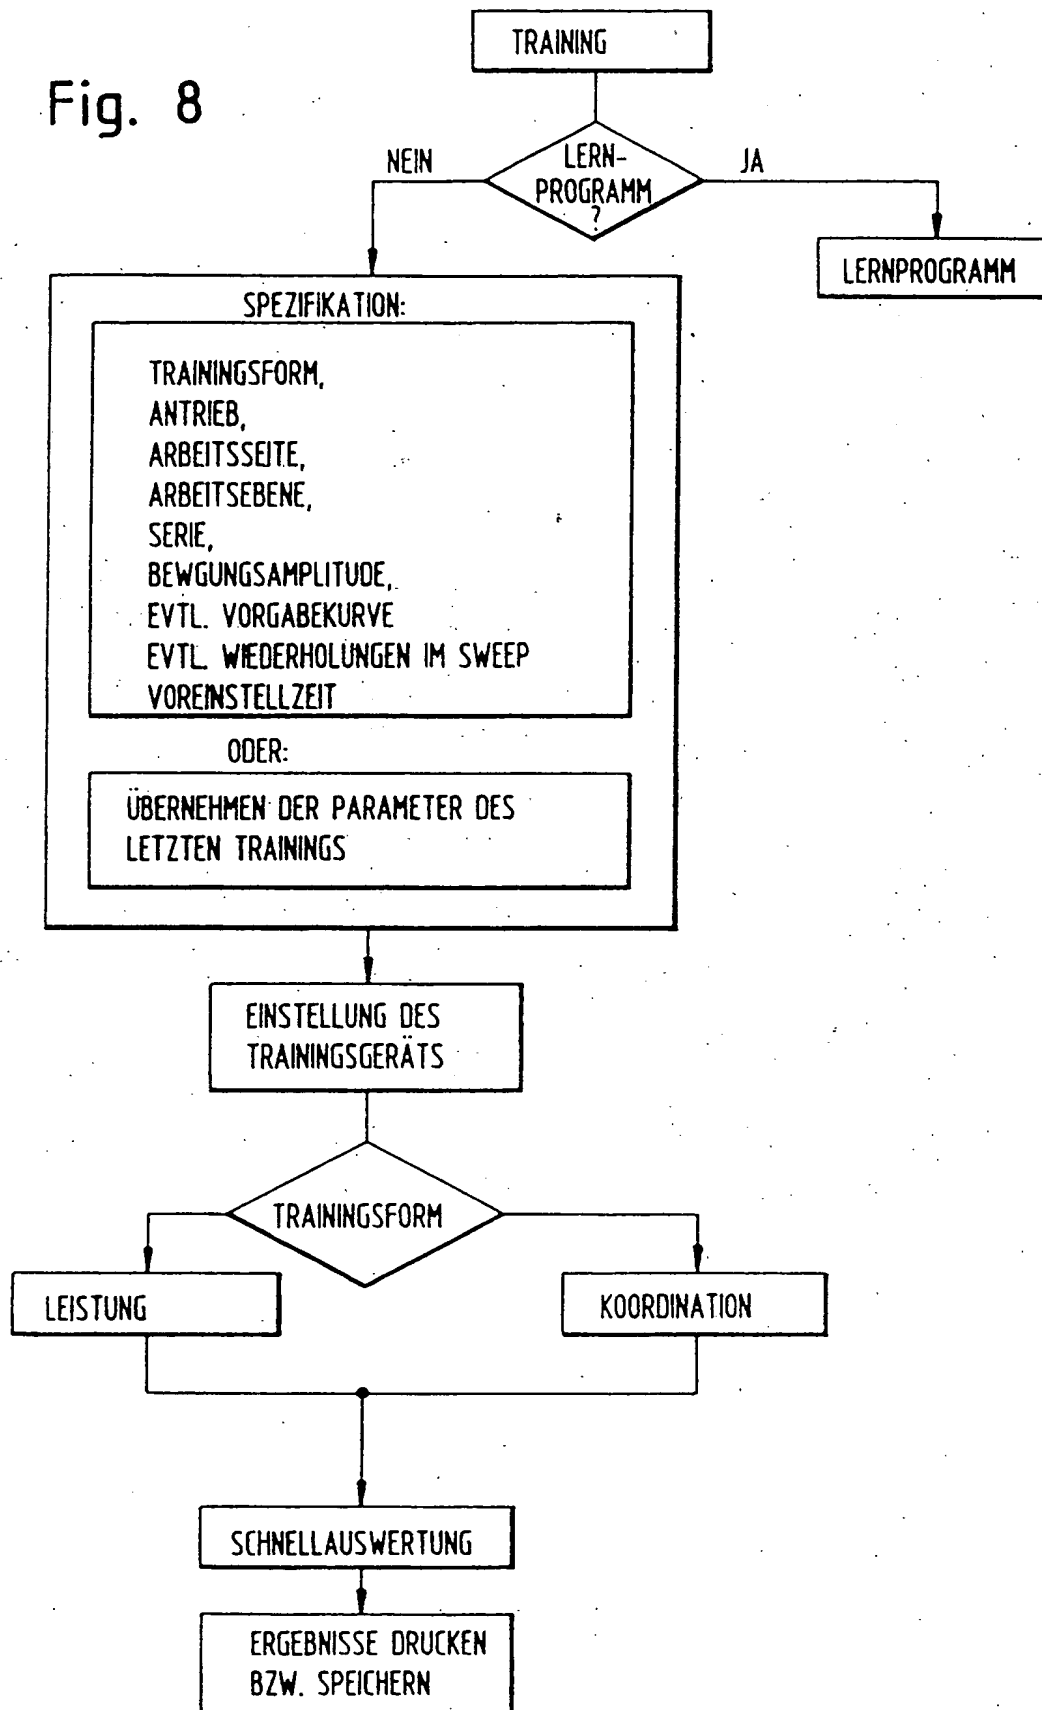 TRAINING
Fig. 8
NEIN
LERN-
PROGRAMM
?
JA
LERNPROGRAMM
SPEZIFIKATION:
TRAININGSFORM,
ANTRIEB,
ARBEITSSEITE,
ARBEITSEBENE,
SERIE,
BEWGUNGSAMPLITUDE,
EVTL. VORGABEKURVE
EVTL. WIEDERHOLUNGEN IM SWEEP
VOREINSTELLZEIT
ODER:
ÜBERNEHMEN DER PARAMETER DES
LETZTEN TRAININGS
EINSTELLUNG DES
TRAININGSGERÄTS
TRAININGSFORM
LEISTUNG
KOORDINATION
SCHNELLAUSWERTUNG
ERGEBNISSE DRUCKEN
BZW. SPEICHERN